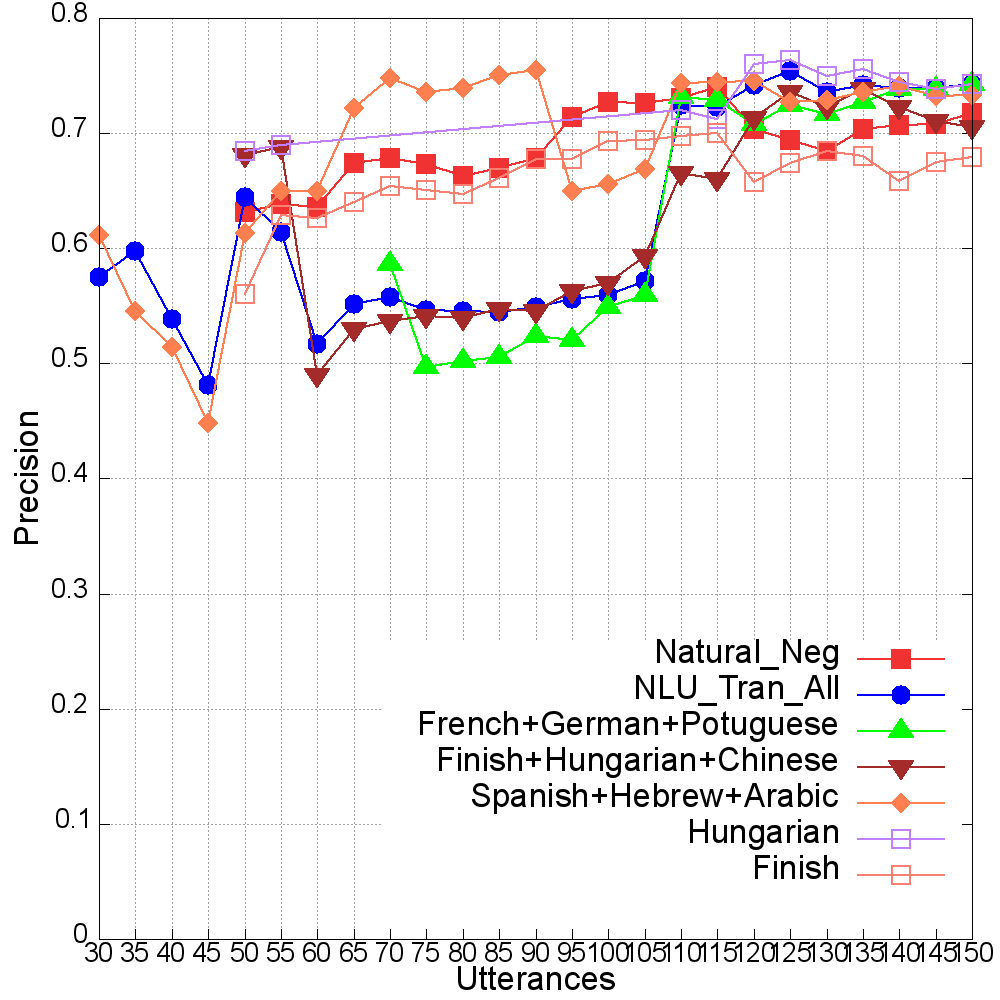 0.8
0.7
0.6
0.5
0.4
0.3
0.2
0.1
0
Precision
Natural_Neg
NLU_Tran_All
French+German+Potuguese
Finish+Hungarian+Chinese
Spanish+Hebrew+Arabic
Hungarian
Finish
30 35 40 45 50 55 60 65 70 75 80 85 90 95 100 105 110 115 120 125 130 135 140 145 150
Utterances